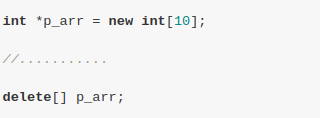 int *p_arr = new int[10];
//...........
delete[] p_arr;